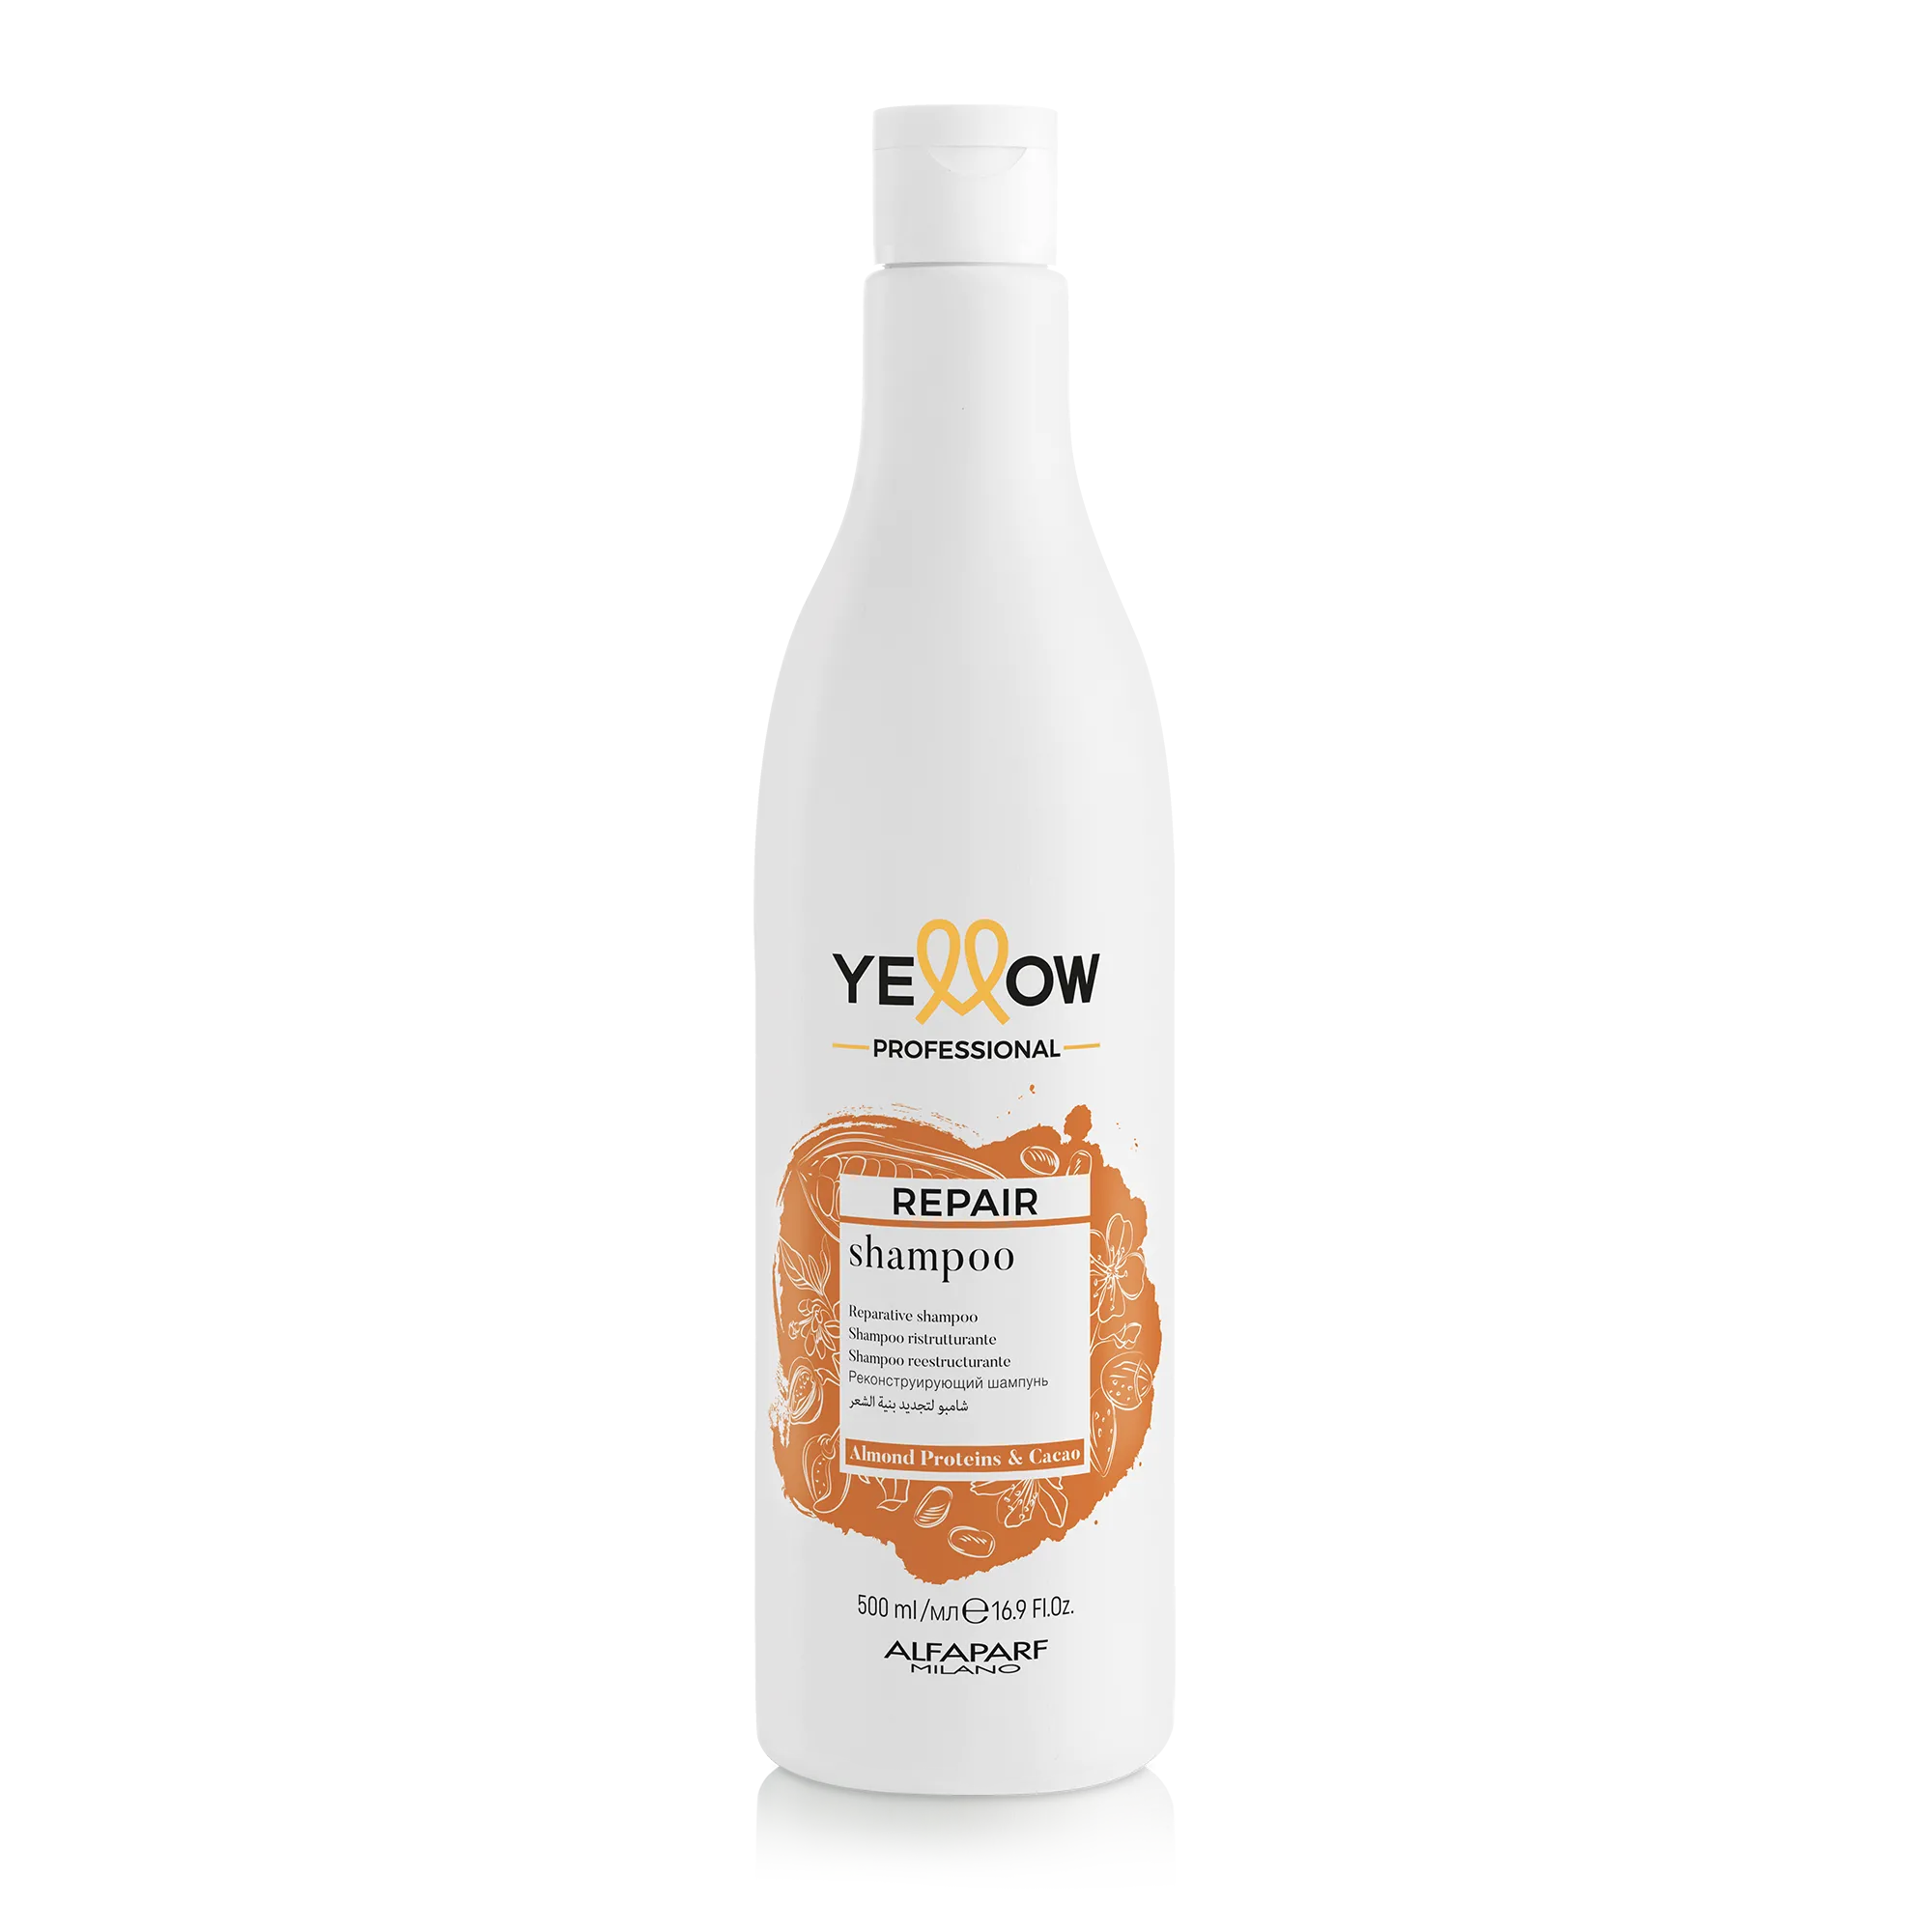 YELLOW
PROFESSIONAL
REPAIR
shampoo
Reparative shampoo
Shampoo ristrutturante
Shampoo reestructurante
Реконструирующий шампунь
شامبو لتجديد بنية الشعر
Almond Proteins & Cacao
500 ml/мл℮16.9 Fl.Oz.
ALFAPARF
MILANO